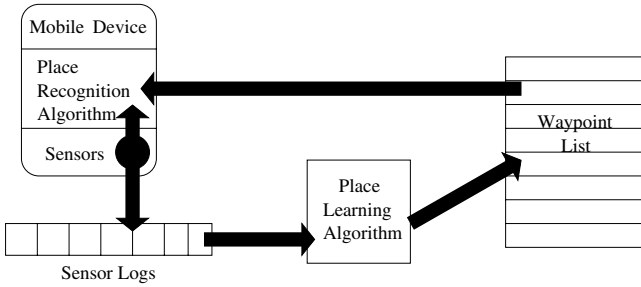 Mobile Device
Place
Recognition
Algorithm
Sensors
Waypoint
List
Place
Learning
Algorithm
Sensor Logs